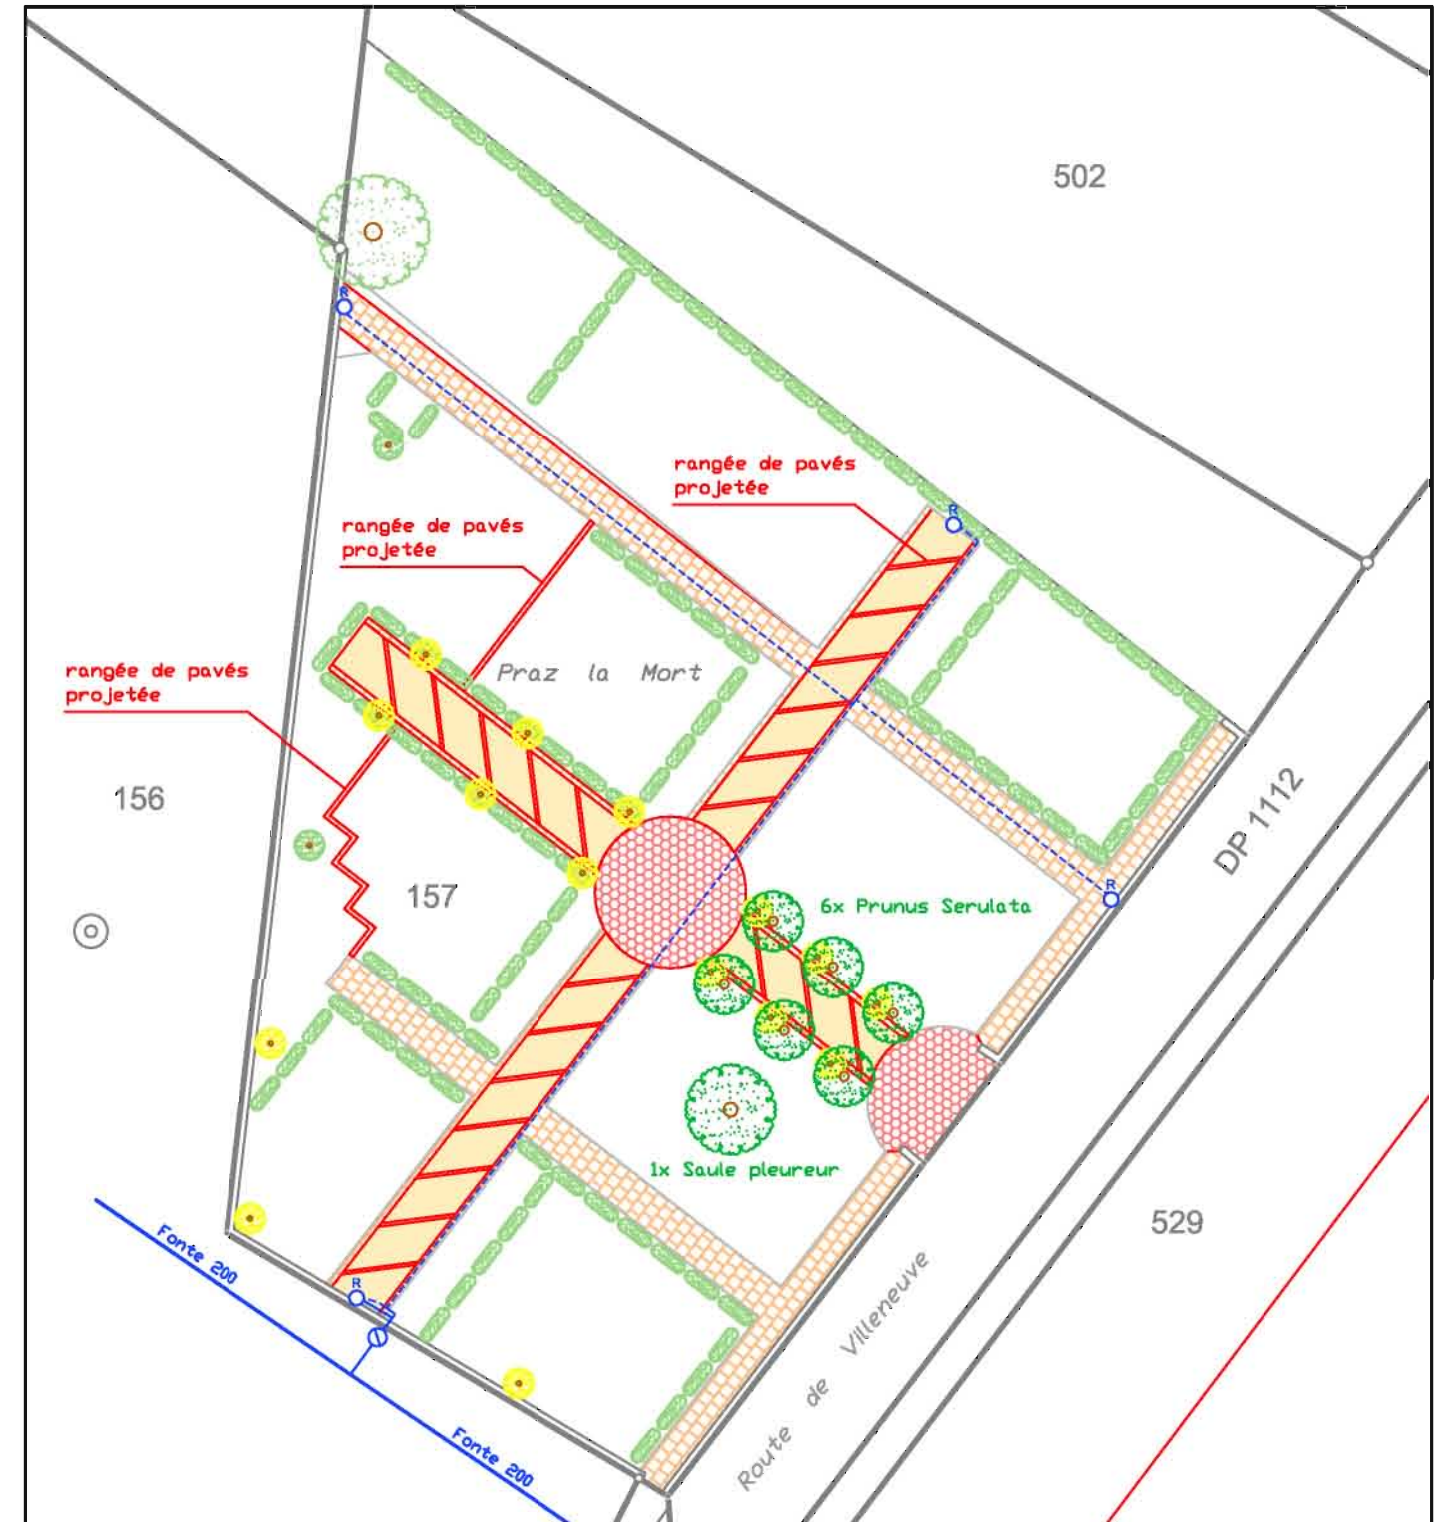 502
R
rangée de pavés
projetée
R
rangée de pavés
projetée
rangée de pavés
projetée
Praz la Mort
156
157
DP 1112
R
6x Prunus Serulata
1x Saule pleureur
529
Fonte 200
R
Route de Villeneuve
Fonte 200